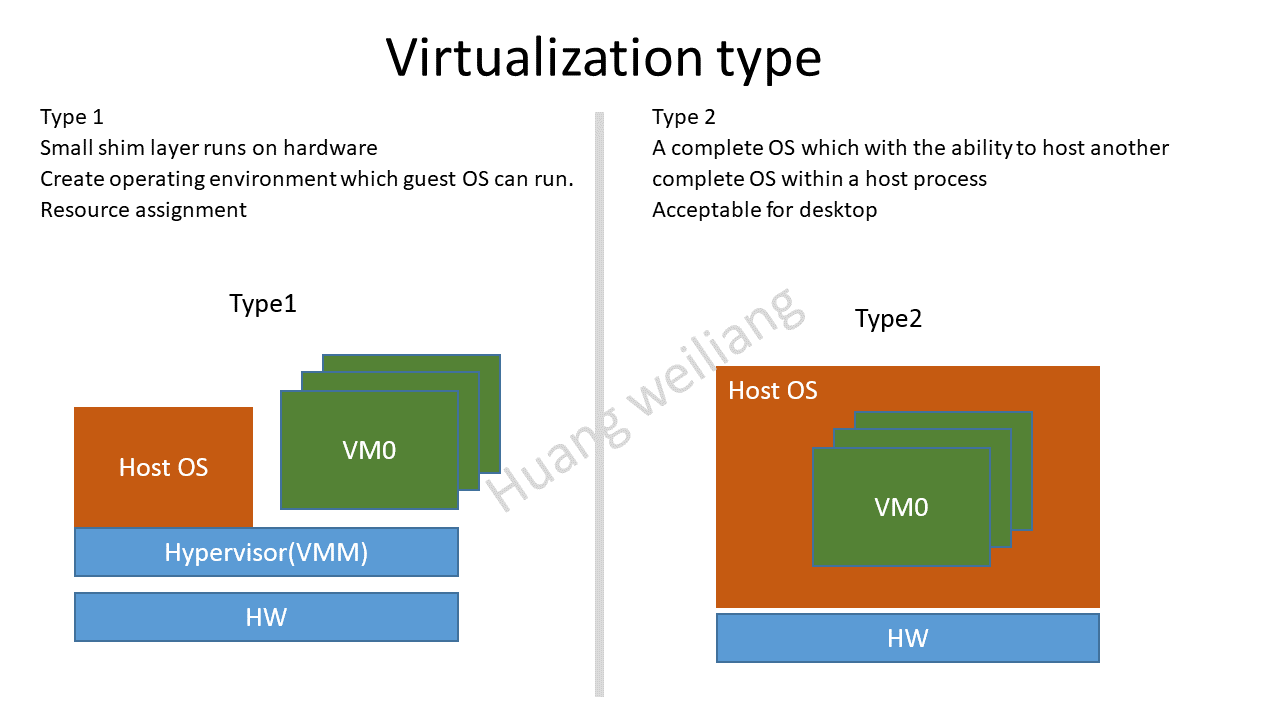 Virtualization type
Type 1
Small shim layer runs on hardware
Create operating environment which guest OS can run.
Resource assignment
Type 2
A complete OS which with the ability to host another
complete OS within a host process
Acceptable for desktop
Type1
Host OS
VM0
Hypervisor(VMM)
HW
Type2
Host OS
VM0
HW
Huang weiliang